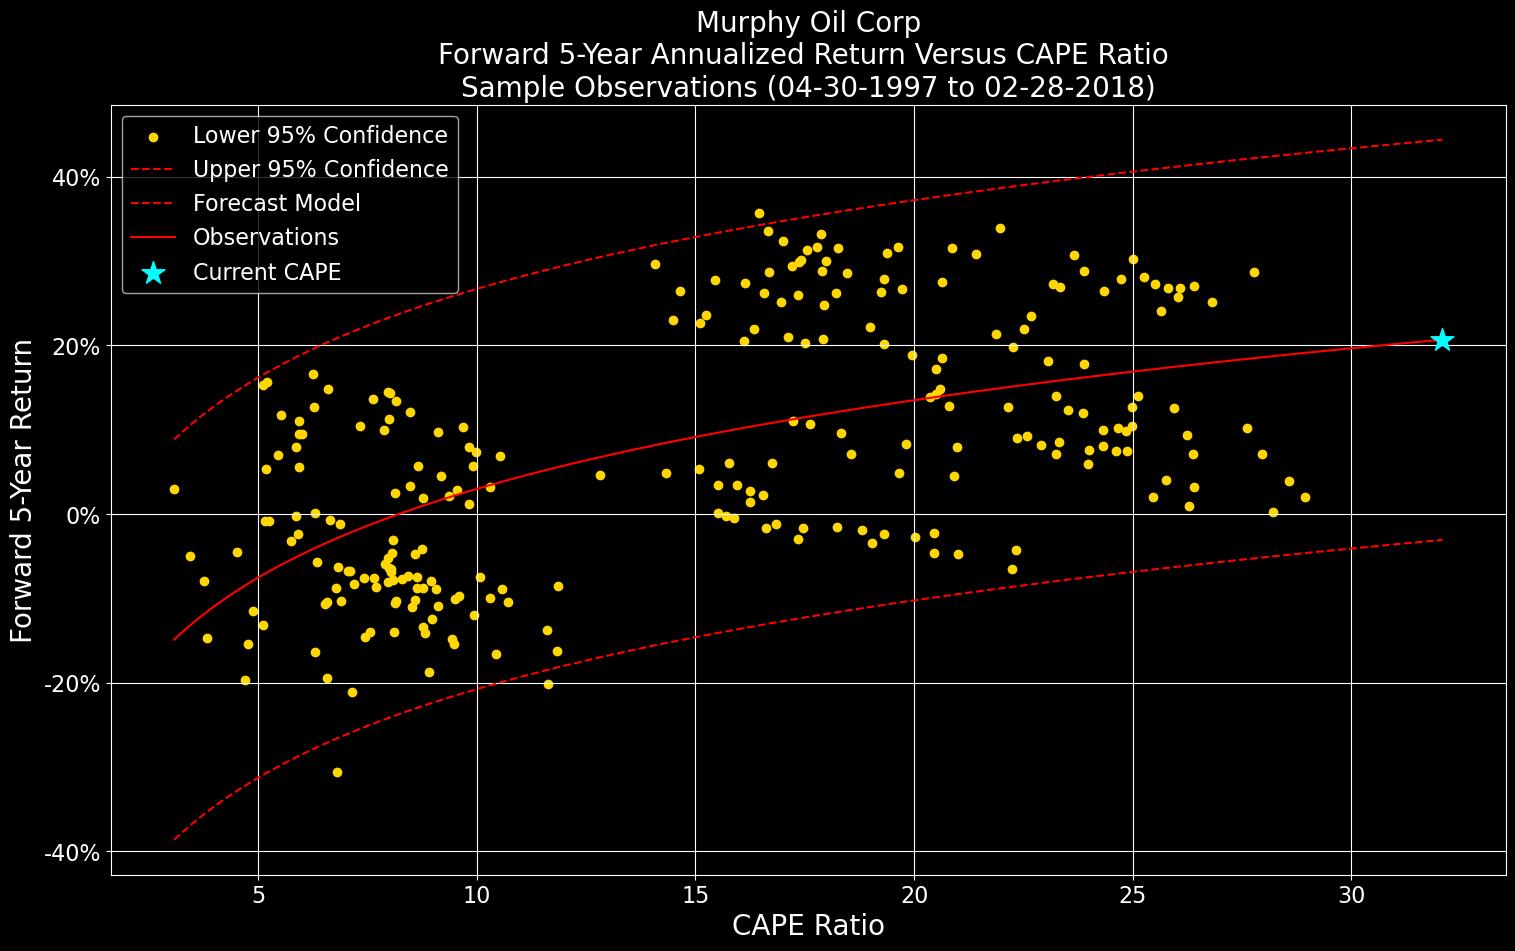 Murphy Oil Corp
Forward 5-Year Annualized Return Versus CAPE Ratio
Sample Observations (04-30-1997 to 02-28-2018)
Lower 95% Confidence
Upper 95% Confidence
Forecast Model
Observations
Current CAPE
Forward 5-Year Return
40%
20%
0%
-20%
-40%
5 10 15 20 25 30
CAPE Ratio